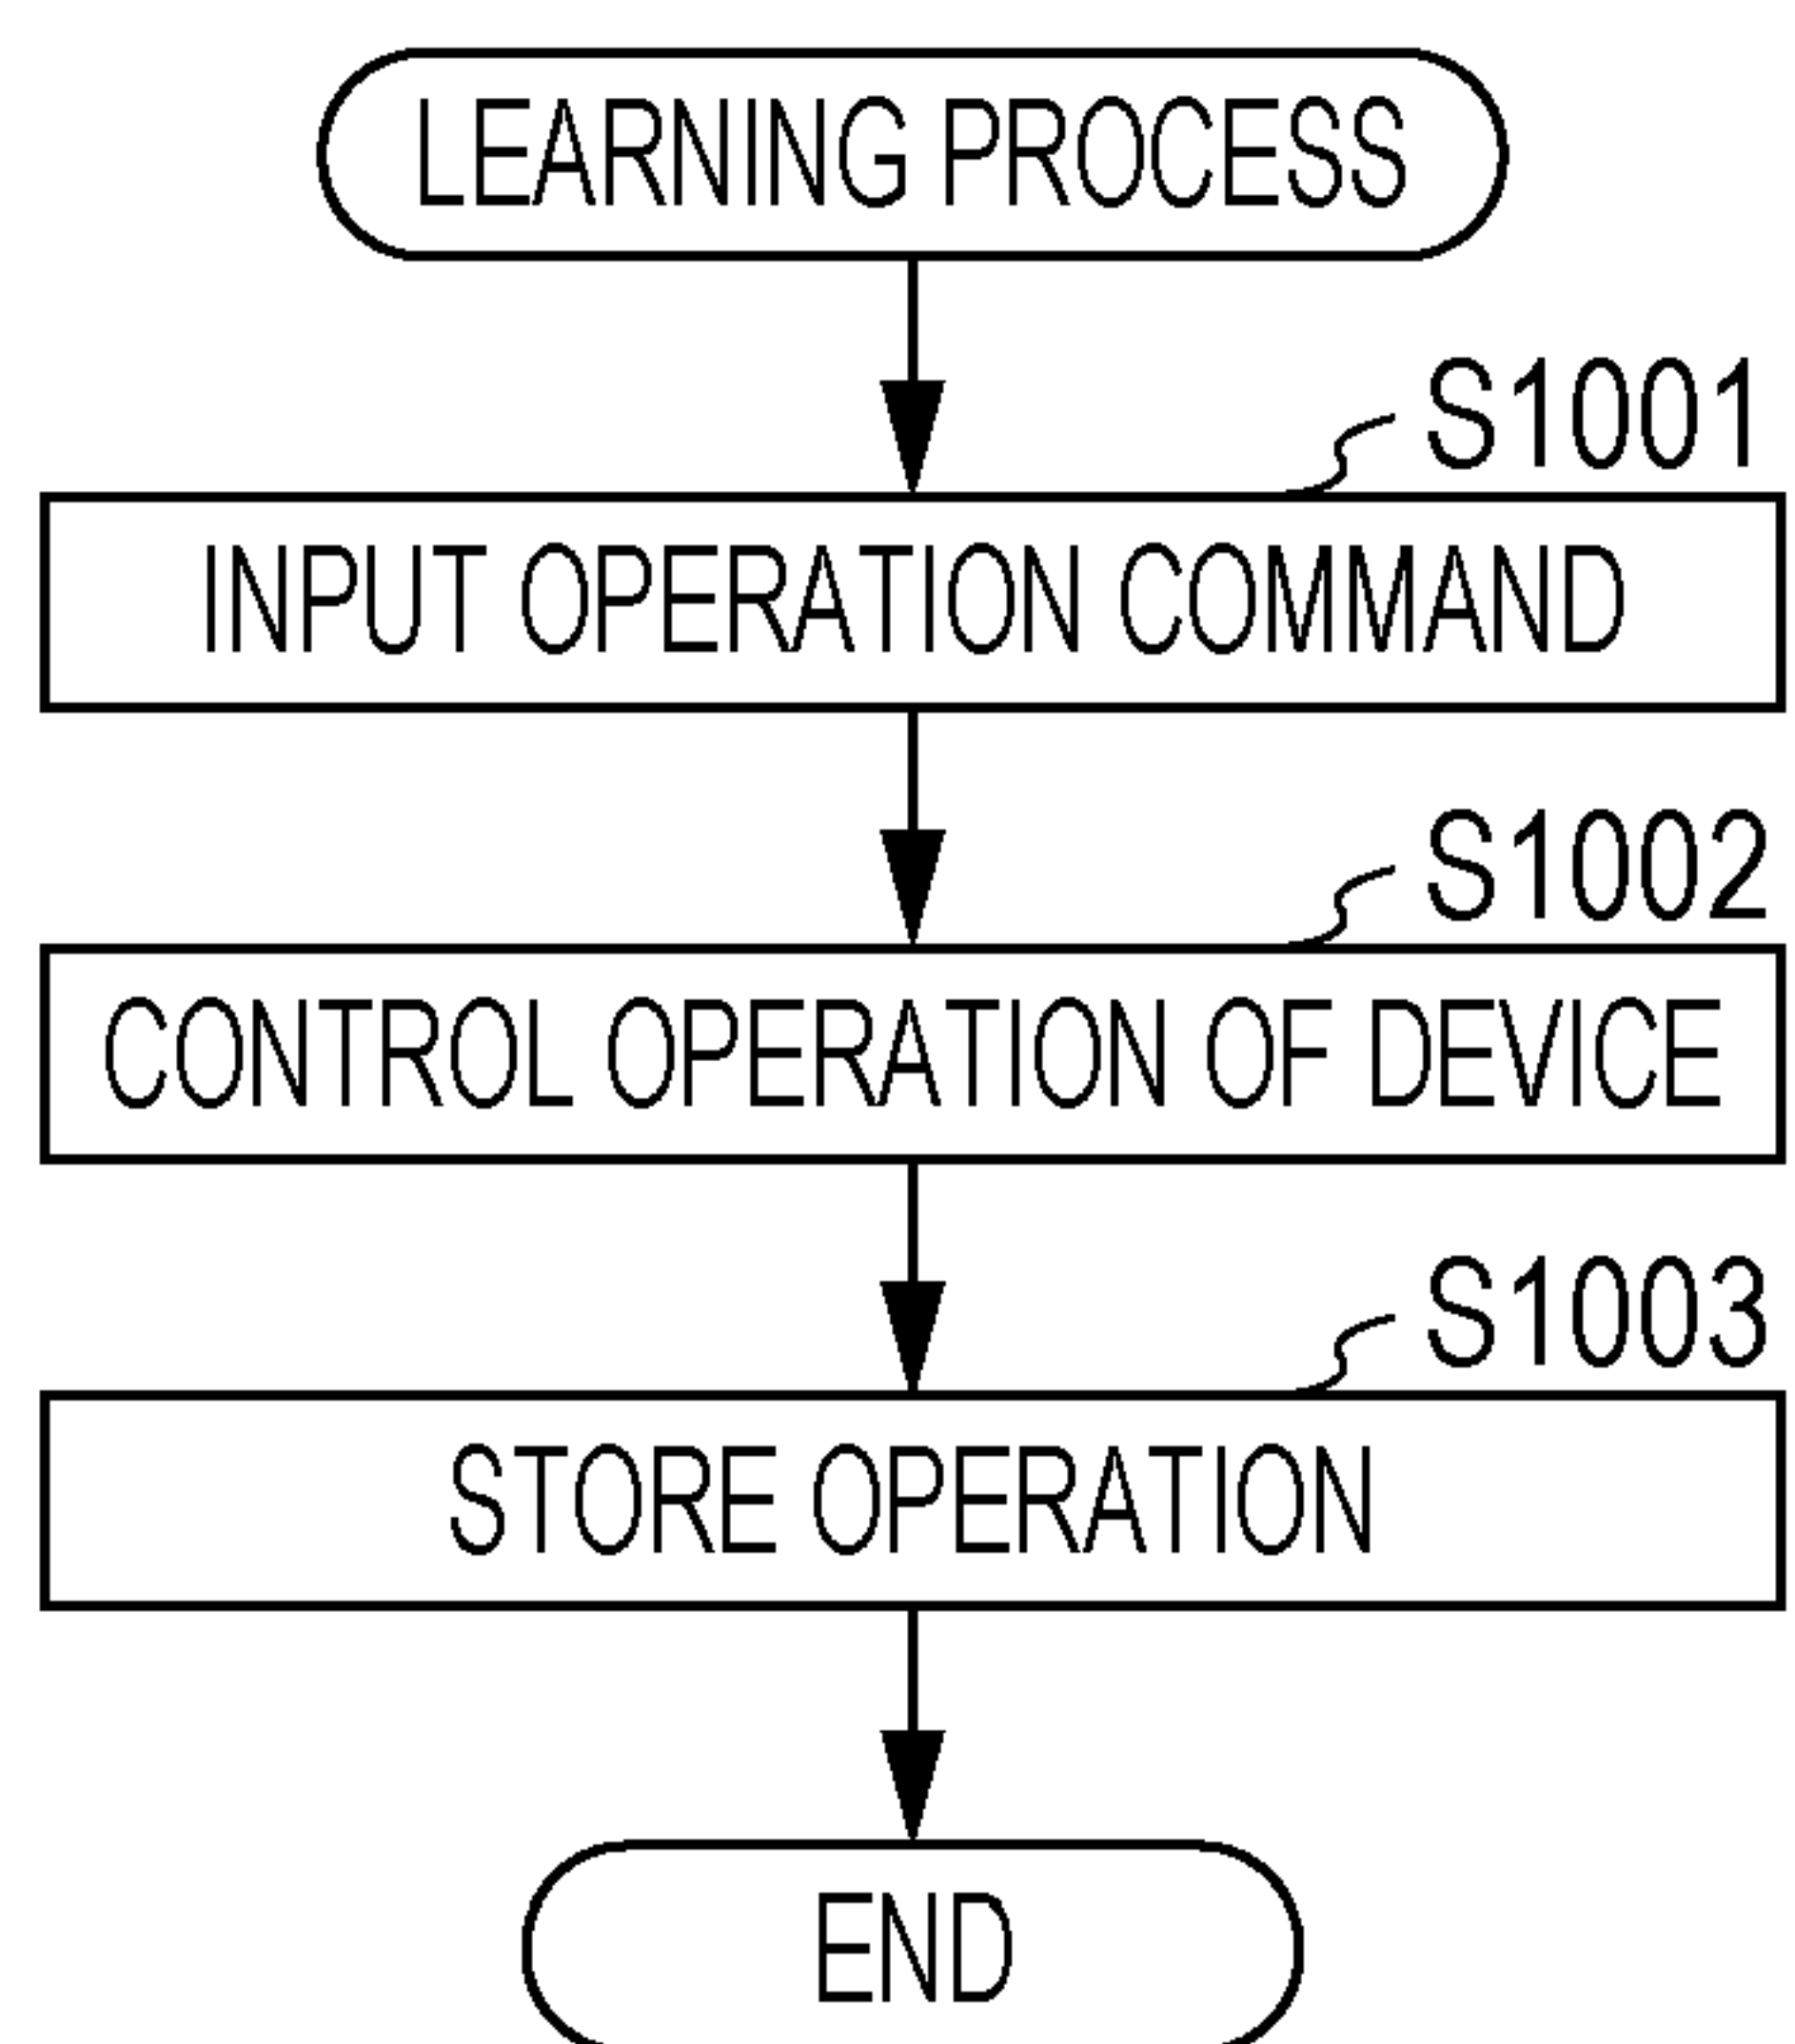 LEARNING PROCESS
S1001
INPUT OPERATION COMMAND
S1002
CONTROL OPERATION OF DEVICE
S1003
STORE OPERATION
END